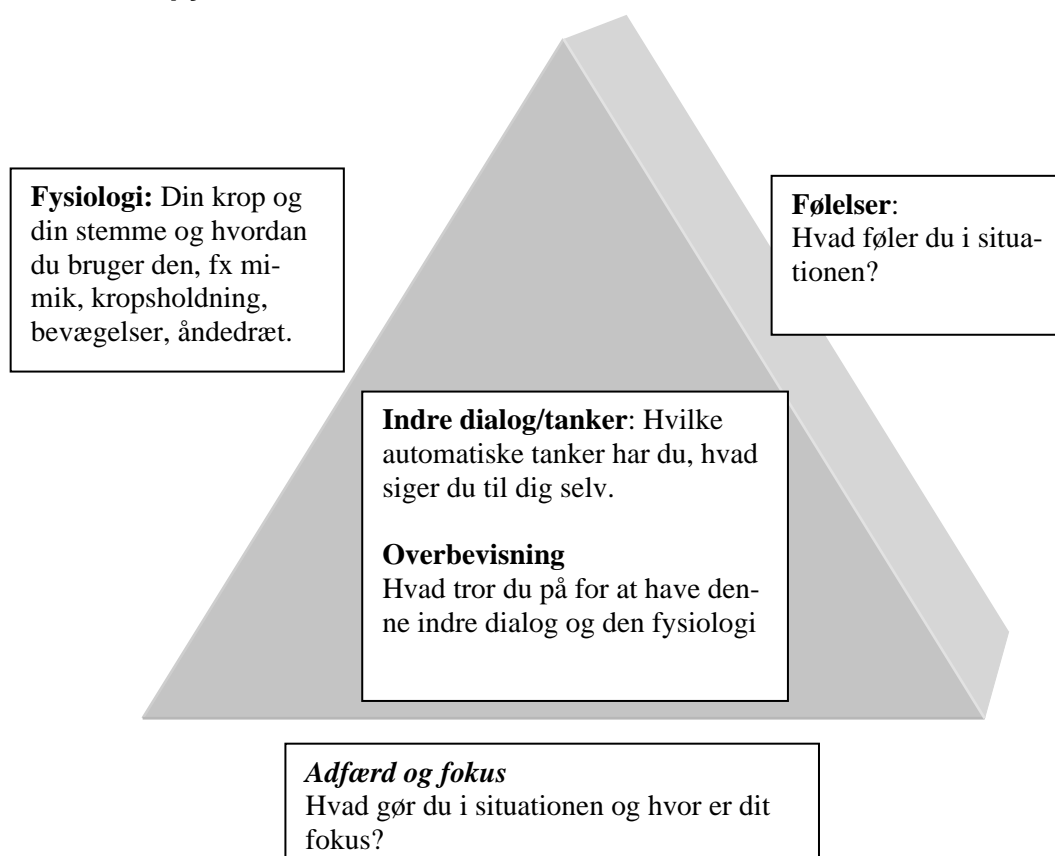 Fysiologi: Din krop og
din stemme og hvordan
du bruger den, fx mi-
mik, kropsholdning,
bevægelser, åndedræt.
Følelser:
Hvad føler du i situa-
tionen?
Indre dialog/tanker: Hvilke
automatiske tanker har du, hvad
siger du til dig selv.
Overbevisning
Hvad tror du på for at have den-
ne indre dialog og den fysiologi
Adfærd og fokus
Hvad gør du i situationen og hvor er dit
fokus?